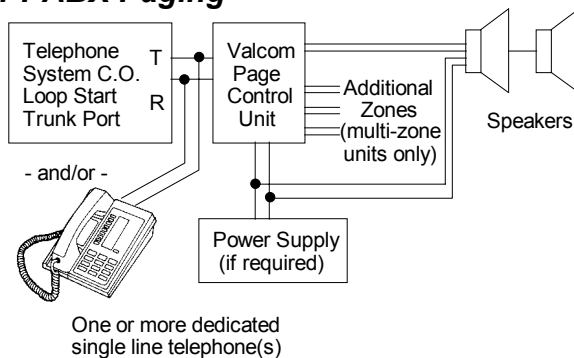 PABX Paging
Telephone
System C.O.
Loop Start
Trunk Port
T
R
Valcom
Page
Control
Unit
Additional
Zones
(multi-zone
units only)
Speakers
- and/or -
Power Supply
(if required)
One or more dedicated
single line telephone(s)